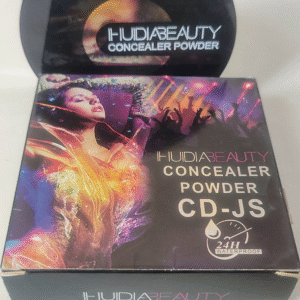 HUDIABEAUTY
CONCEALER POWDER
HUDIABEAUTY
CONCEALER
POWDER
CD-JS
24H
WATERPROOF
HUDIABEAUTY